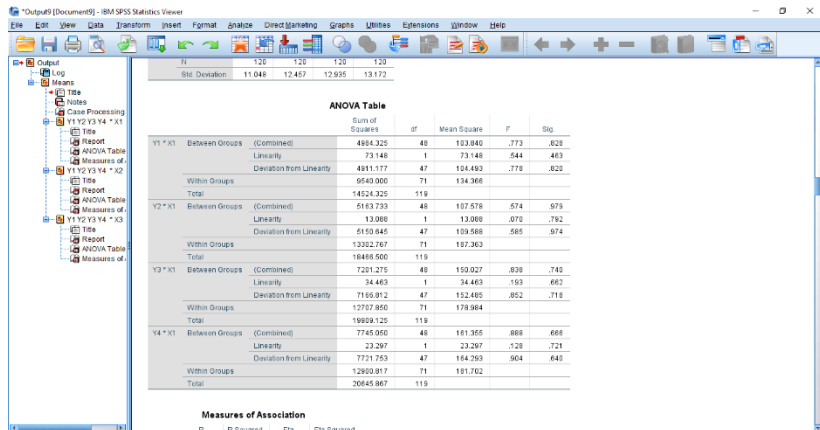 *Output9 [Document9] - IBM SPSS Statistics Viewer
File Edit View Data Transform Insert Format Analyze Direct Marketing Graphs Utilities Extensions Window Help
Output
Log
Means
Title
Notes
Case Processing
Y1 Y2 Y3 Y4 * X1
Title
Report
ANOVA Table
Measures of
Y1 Y2 Y3 Y4 * X2
Title
Report
ANOVA Table
Measures of
Y1 Y2 Y3 Y4 * X3
Title
Report
ANOVA Table
Measures of
N 120 120 120 120
Std. Deviation 11.048 12.457 12.935 13.172
ANOVA Table
Sum of
Squares df Mean Square F Sig.
Y1 * X1 Between Groups (Combined) 4984.325 48 103.840 .773 .828
Linearity 73.148 1 73.148 .544 .463
Deviation from Linearity 4911.177 47 104.493 .778 .820
Within Groups 9540.000 71 134.366
Total 14524.325 119
Y2 * X1 Between Groups (Combined) 5163.733 48 107.578 .574 .979
Linearity 13.088 1 13.088 .070 .792
Deviation from Linearity 5150.645 47 109.588 .585 .974
Within Groups 13302.767 71 187.363
Total 18466.500 119
Y3 * X1 Between Groups (Combined) 7201.275 48 150.027 .838 .740
Linearity 34.463 1 34.463 .193 .662
Deviation from Linearity 7166.812 47 152.485 .852 .718
Within Groups 12707.850 71 178.984
Total 19909.125 119
Y4 * X1 Between Groups (Combined) 7745.050 48 161.355 .888 .666
Linearity 23.297 1 23.297 .128 .721
Deviation from Linearity 7721.753 47 164.293 .904 .640
Within Groups 12900.817 71 181.702
Total 20645.867 119
Measures of Association
R R Squared Eta Eta Squared